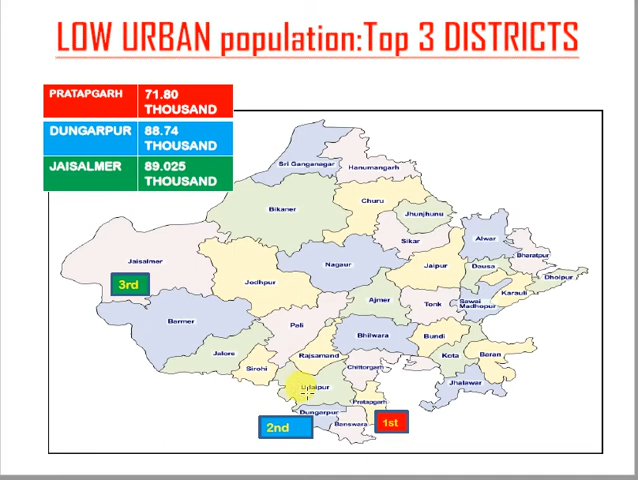 LOW URBAN population:Top 3 DISTRICTS
PRATAPGARH 71.80 THOUSAND
DUNGARPUR 88.74 THOUSAND
JAISALMER 89.025 THOUSAND
Sri Ganganagar
Hanumangarh
Bikaner
Churu
Jhunjhunu
Sikar
Alwar
Bharatpur
Jaisalmer
Nagaur
Jaipur
Dausa
Dholpur
3rd
Jodhpur
Karauli
Ajmer
Tonk
Sawai
Madhopur
Barmer
Pali
Bhilwara
Bundi
Jalore
Rajsamand
Kota
Baran
Sirohi
Chittorgarh
Jhalawar
Udaipur
Pratapgarh
Dungarpur
2nd
Banswara
1st